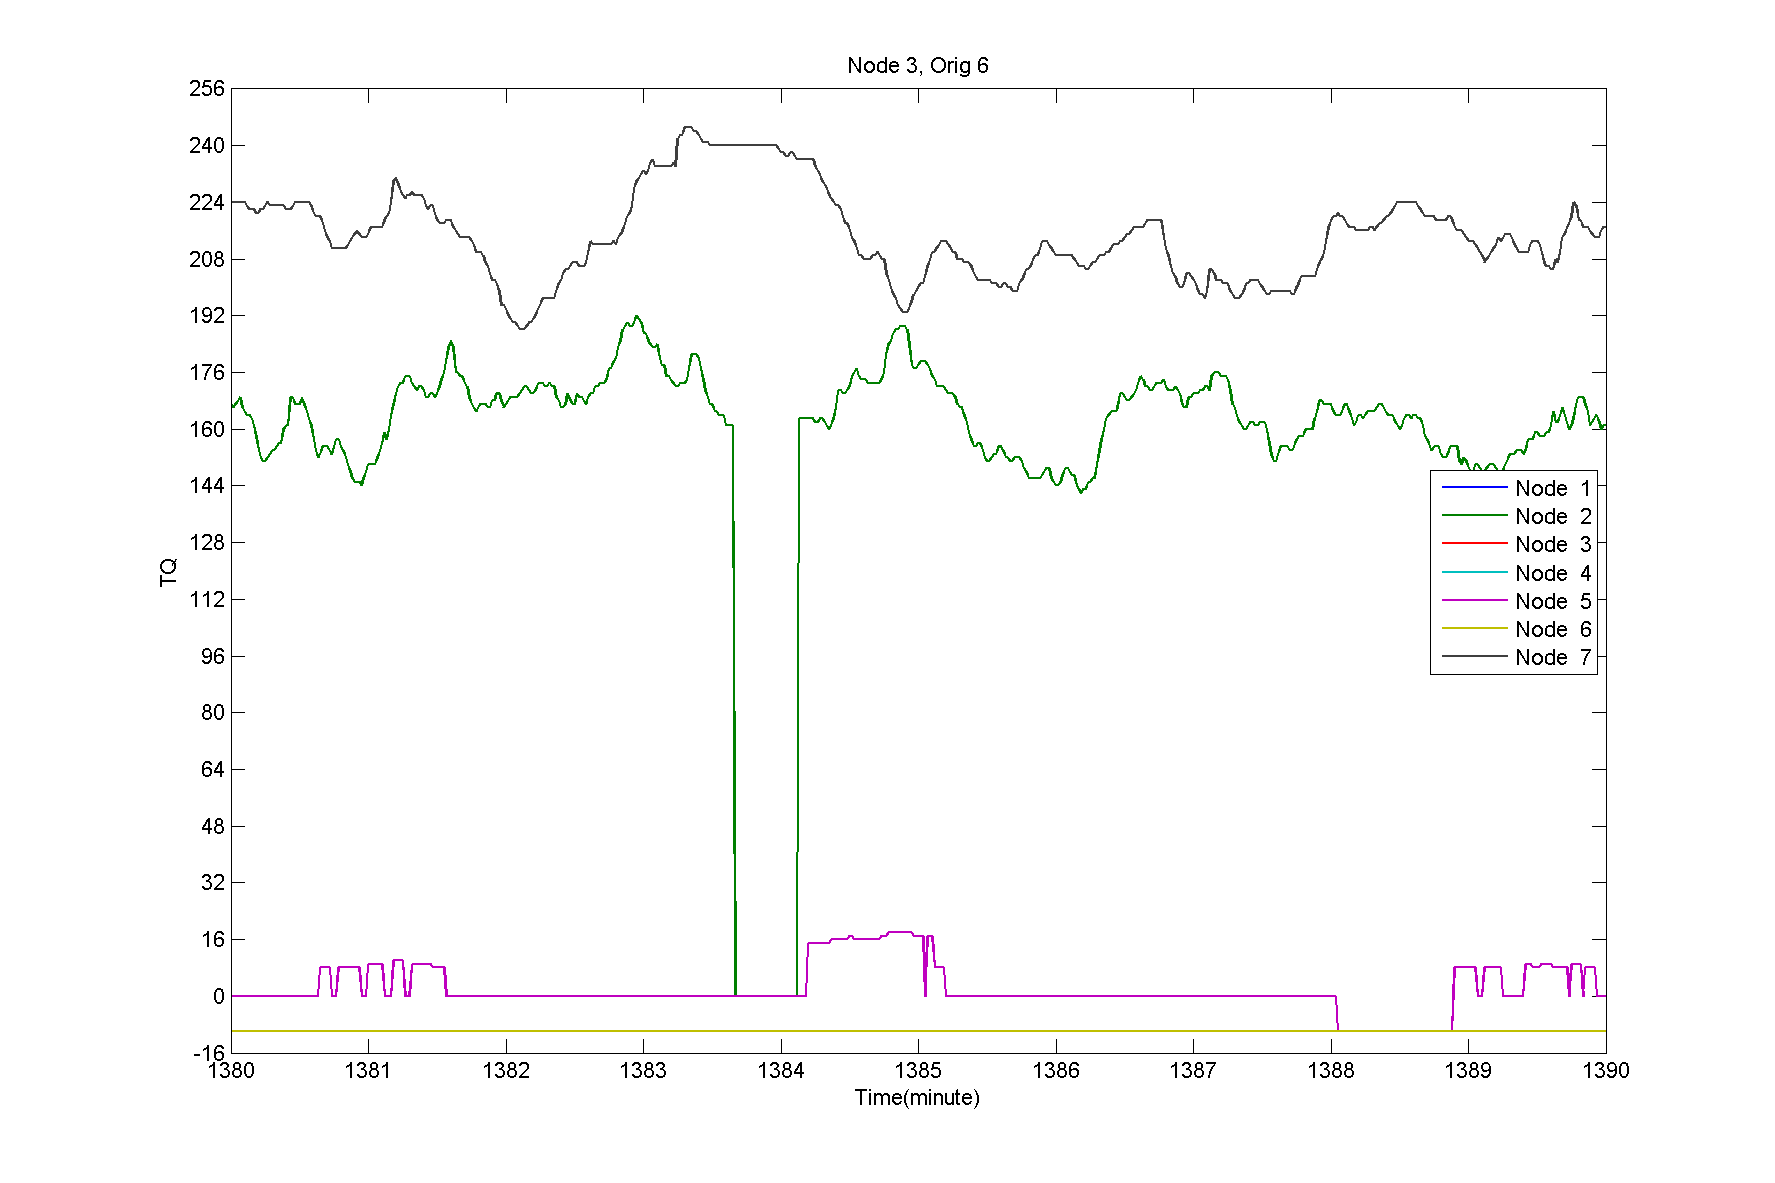 Node 3, Orig 6
256
240
224
208
192
176
160
144
128
112
96
80
64
48
32
16
0
-16
TQ
Node 1
Node 2
Node 3
Node 4
Node 5
Node 6
Node 7
1380 1381 1382 1383 1384 1385 1386 1387 1388 1389 1390
Time(minute)